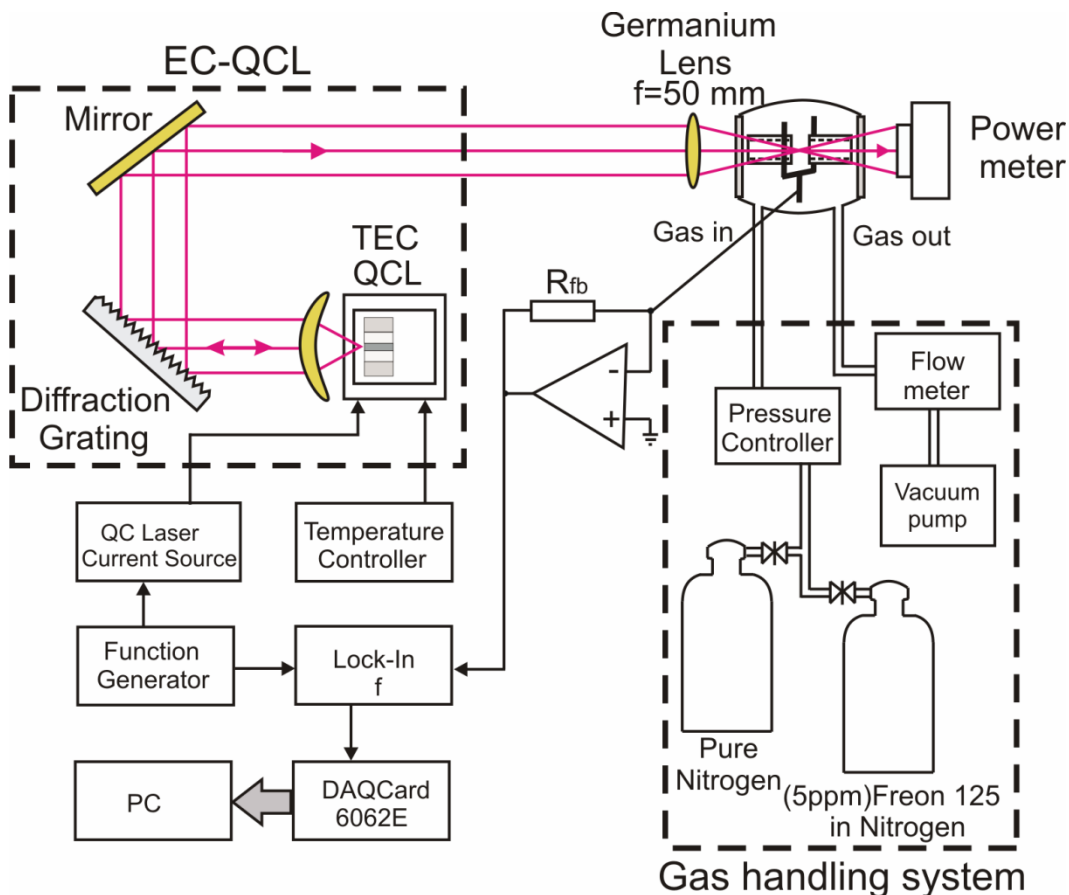 EC-QCL
Germanium
Lens
f=50 mm
Mirror
Power
meter
Gas in
Gas out
TEC
QCL
Rfb
-
+
Diffraction
Grating
Flow
meter
Pressure
Controller
Vacuum
pump
QC Laser
Current Source
Temperature
Controller
Function
Generator
Lock-In
f
Pure
Nitrogen
PC
DAQCard
6062E
(5ppm)Freon 125
in Nitrogen
Gas handling system